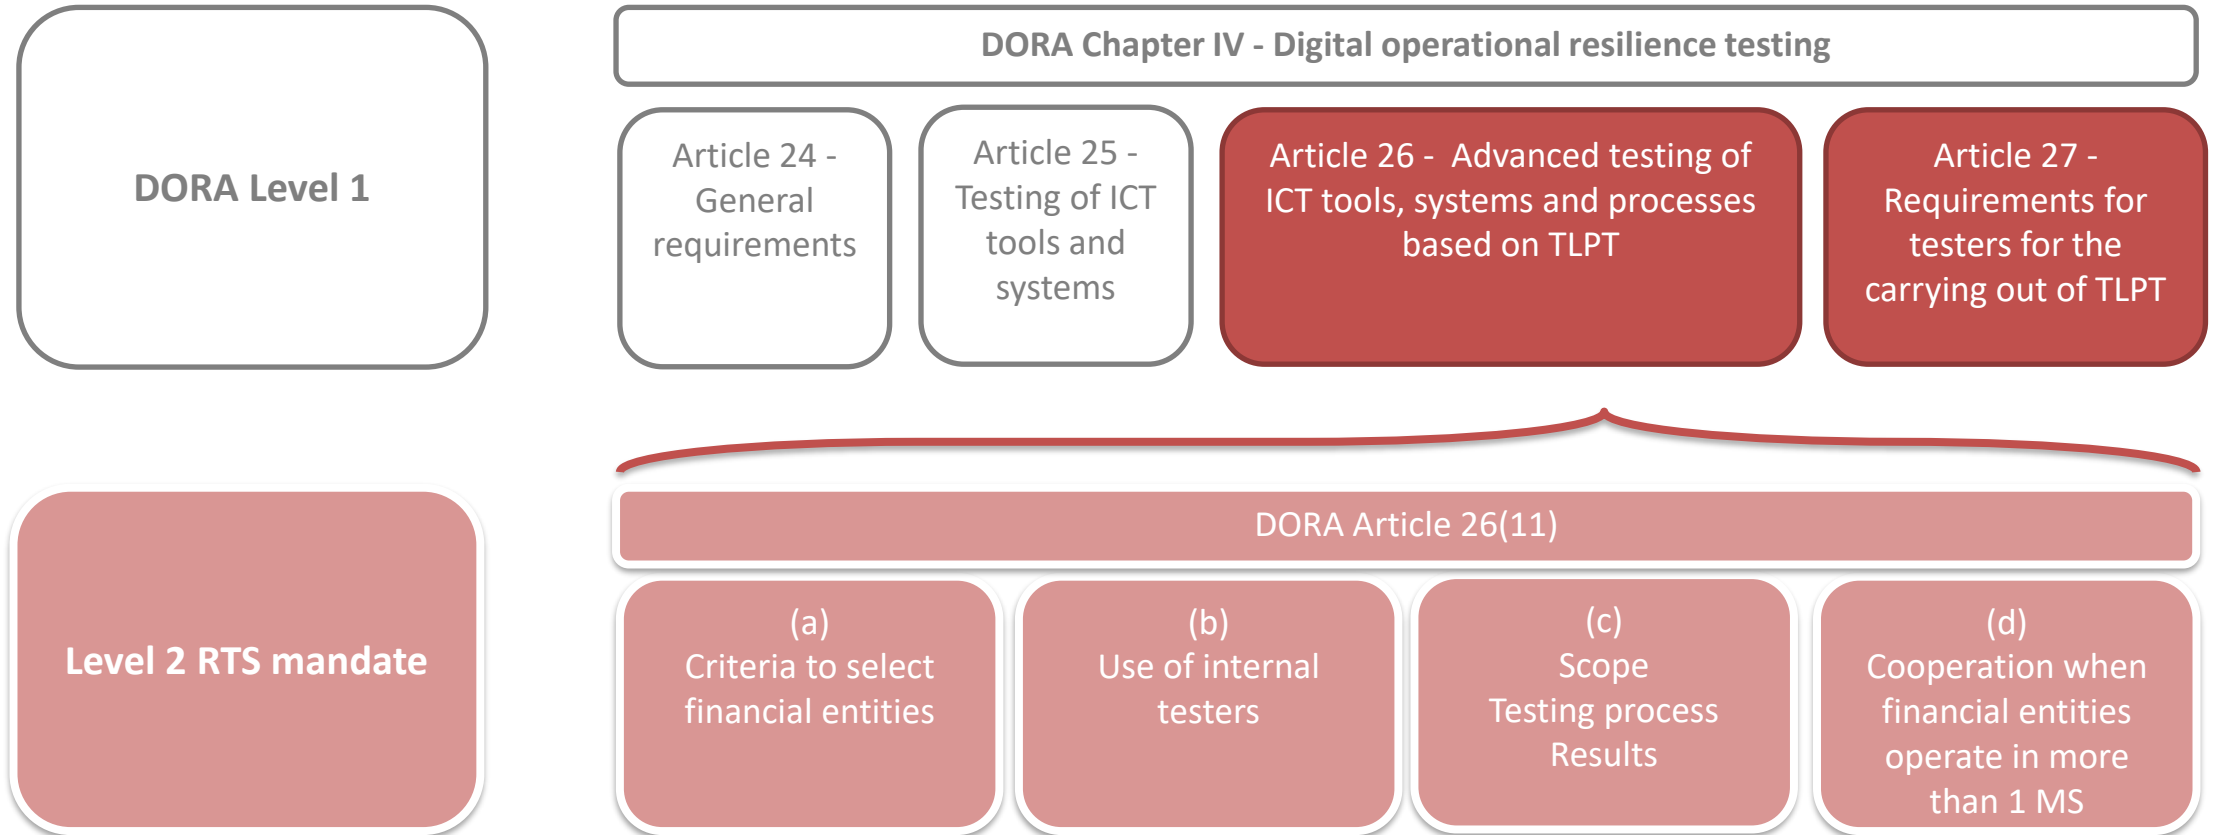 DORA Level 1
DORA Chapter IV - Digital operational resilience testing
Article 24 -
General
requirements
Article 25 -
Testing of ICT
tools and
systems
Article 26 - Advanced testing of
ICT tools, systems and processes
based on TLPT
Article 27 -
Requirements for
testers for the
carrying out of TLPT
Level 2 RTS mandate
DORA Article 26(11)
(a)
Criteria to select
financial entities
(b)
Use of internal
testers
(c)
Scope
Testing process
Results
(d)
Cooperation when
financial entities
operate in more
than 1 MS